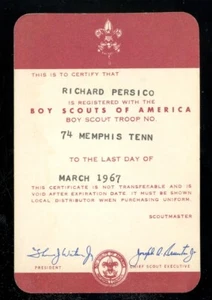 THIS IS TO CERTIFY THAT
RICHARD PERSICO
IS REGISTERED WITH THE
BOY SCOUTS OF AMERICA
BOY SCOUT TROOP NO.
74 MEMPHIS TENN
TO THE LAST DAY OF
MARCH 1967
THIS CERTIFICATE IS NOT TRANSFERABLE AND IS
VOID AFTER EXPIRATION DATE. IT MUST BE SHOWN
LOCAL DISTRIBUTOR WHEN PURCHASING UNIFORM.
SCOUTMASTER
PRESIDENT
CHIEF SCOUT EXECUTIVE